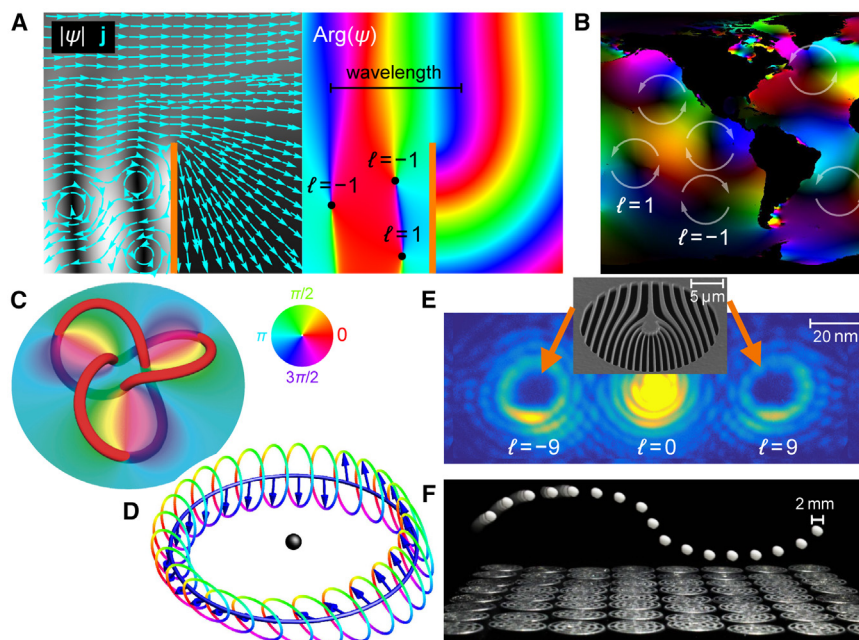 A
|ψ| j
Arg(ψ)
wavelength
ℓ=−1
ℓ=−1
ℓ=1
B
ℓ=1
ℓ=−1
C
π/2
π
0
3π/2
D
E
5 μm
20 nm
ℓ=−9
ℓ=0
ℓ=9
F
2 mm